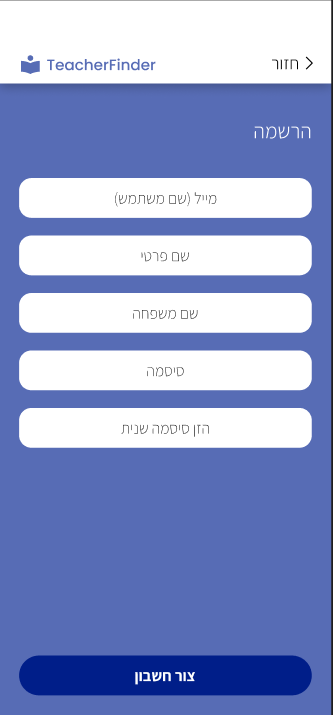 חזור
TeacherFinder
הרשמה
מייל (שם משתמש)
שם פרטי
שם משפחה
סיסמה
הזן סיסמה שנית
צור חשבון